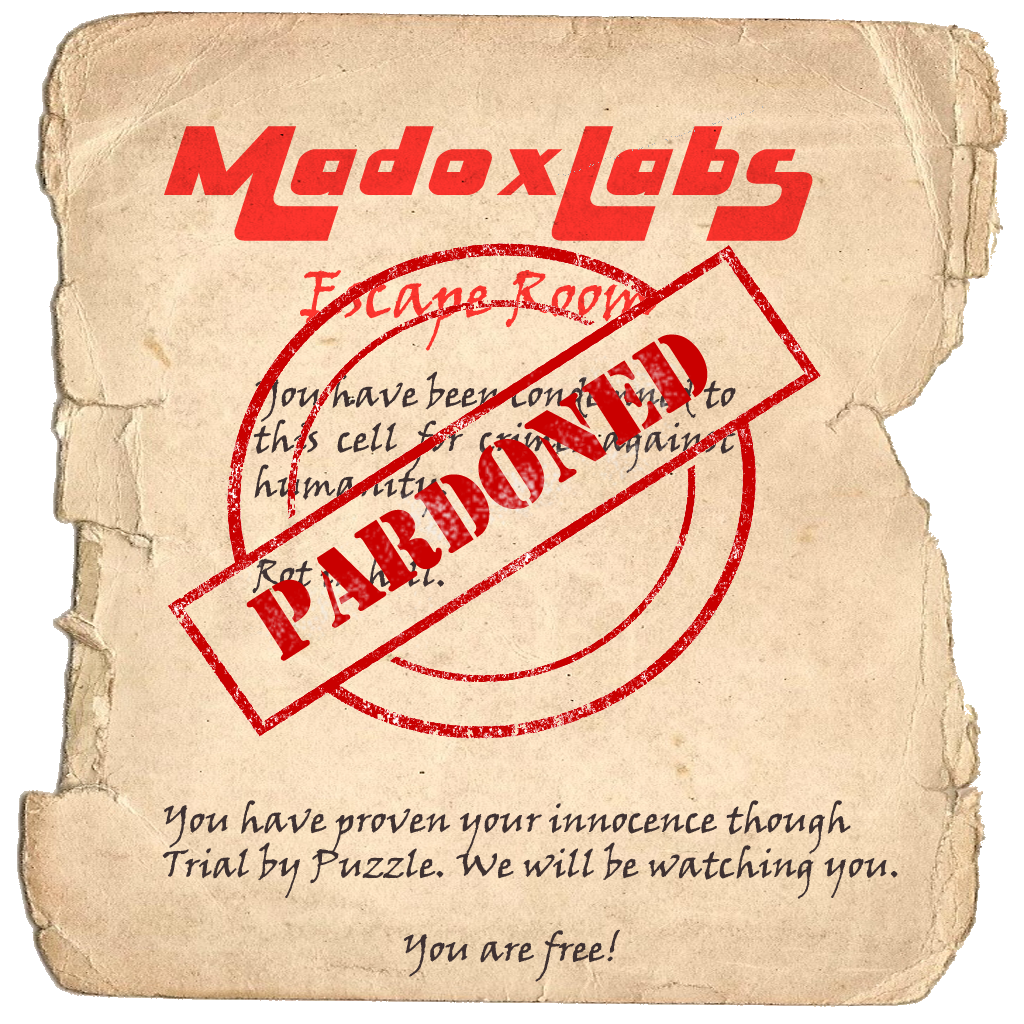 MadoxLabs
Escape Room
You have been condemned to
this cell for crimes against
humanity.
Rot in hell.
PARDONED
You have proven your innocence though
Trial by Puzzle. We will be watching you.
You are free!